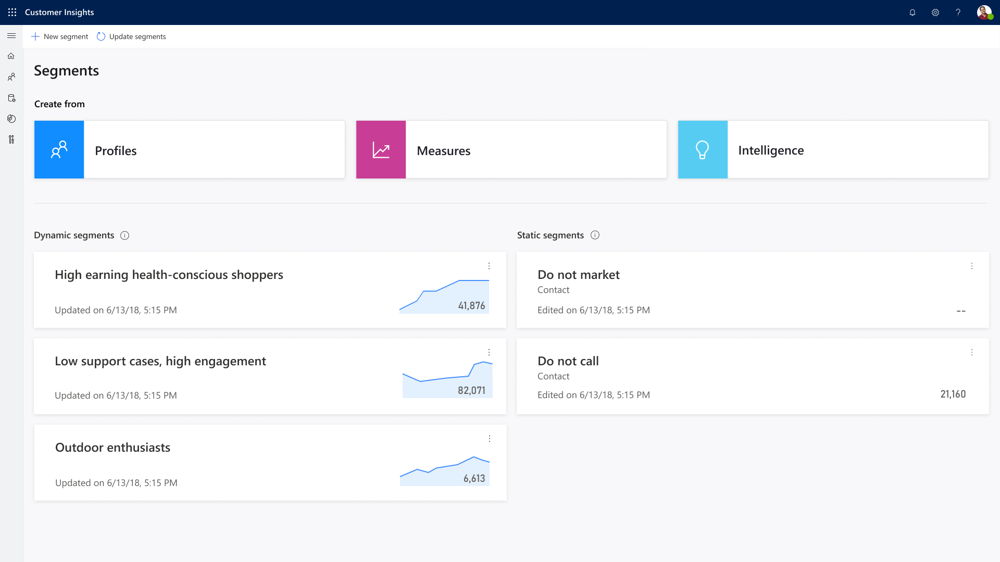 Customer Insights
?
New segment
Update segments
Segments
Create from
Profiles
Measures
Intelligence
Dynamic segments
High earning health-conscious shoppers
Updated on 6/13/18, 5:15 PM
41,876
Low support cases, high engagement
Updated on 6/13/18, 5:15 PM
82,071
Outdoor enthusiasts
Updated on 6/13/18, 5:15 PM
6,613
Static segments
Do not market
Contact
Edited on 6/13/18, 5:15 PM
--
Do not call
Contact
Edited on 6/13/18, 5:15 PM
21,160